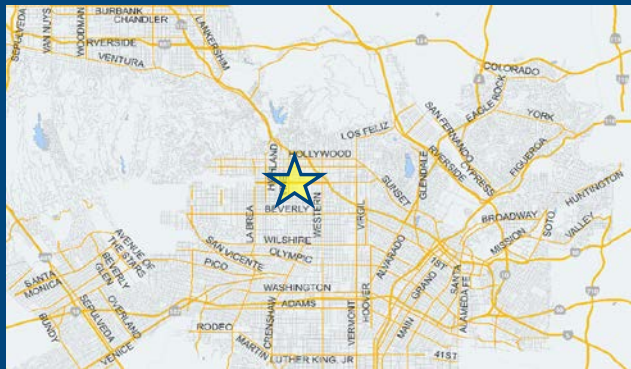 BURBANK
CHANDLER
SEPULVEDA
VAN NUYS
WOODMAN
RIVERSIDE
LANKERSHIM
VENTURA
COLORADO
EAGLE ROCK
YORK
SAN FERNANDO
LOS FELIZ
RIVERSIDE
CYPRESS
FIGUEROA
HOLLYWOOD
HIGHLAND
GLENDALE
SUNSET
HUNTINGTON
BEVERLY
LA BREA
WESTERN
VIRGIL
BROADWAY
SOTO
VALLEY
MISSION
AVENUE OF
THE STARS
SAN VICENTE
WILSHIRE
OLYMPIC
ALVARADO
1ST
BEVERLY
GLEN
PICO
SANTA
MONICA
GRAND
SANTA
FE
ALAMEDA
WASHINGTON
ADAMS
HOOVER
MAIN
BUNDY
SEPULVEDA
OVERLAND
VENICE
RODEO
CRENSHAW
VERMONT
MARTIN
LUTHER KING, JR
41ST